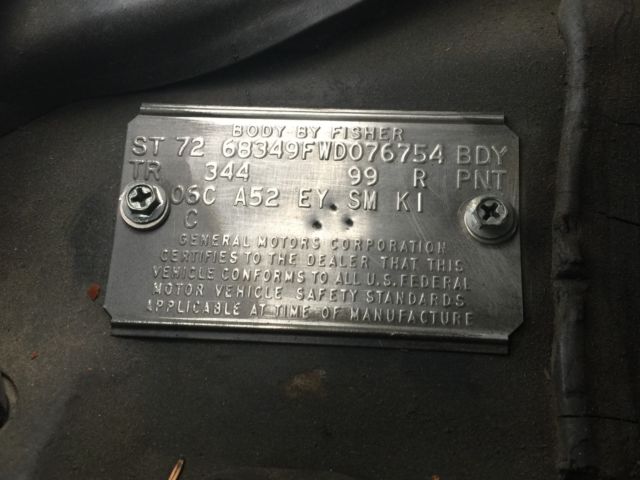 BODY BY FISHER
ST 72 68349FWD076754 BDY
TR 344 99 R PNT
06C A52 EY SM KI
C
GENERAL MOTORS CORPORATION
CERTIFIES TO THE DEALER THAT THIS
VEHICLE CONFORMS TO ALL U.S. FEDERAL
MOTOR VEHICLE SAFETY STANDARDS
APPLICABLE AT TIME OF MANUFACTURE